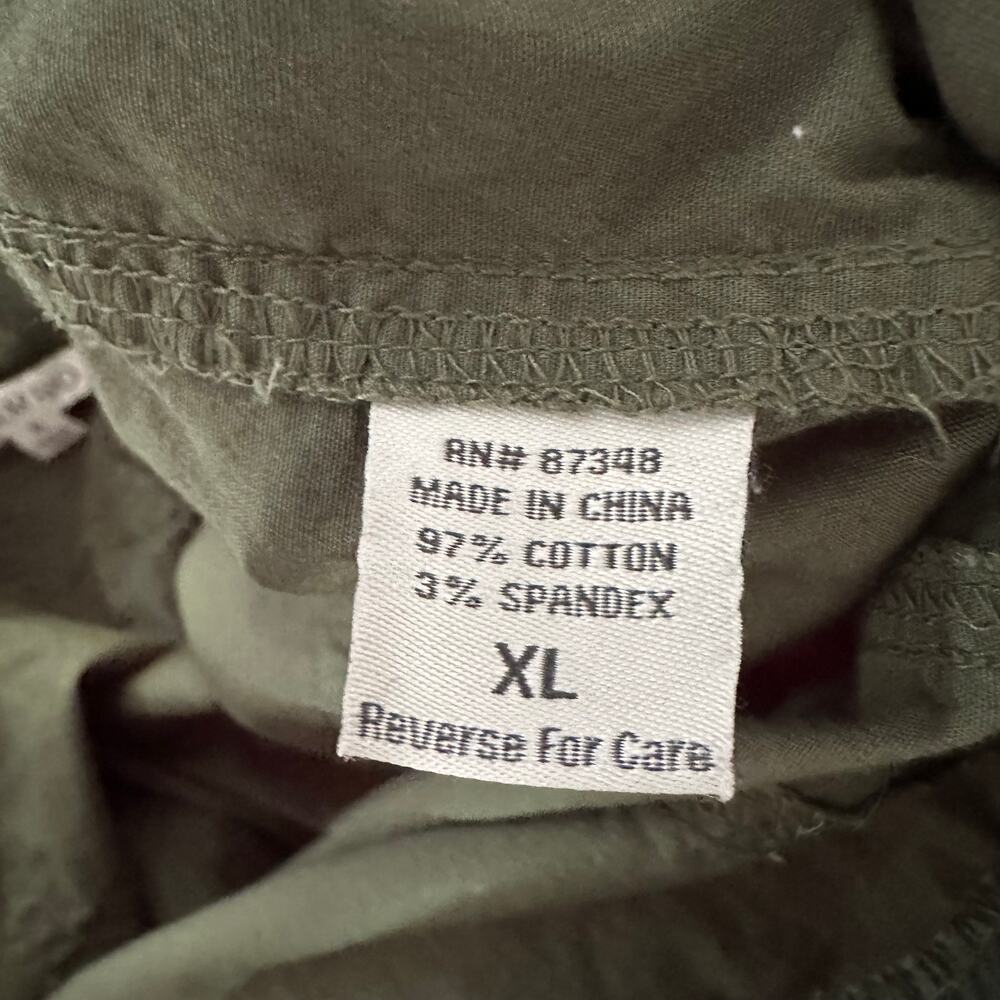 RN# 87348
MADE IN CHINA
97% COTTON
3% SPANDEX
XL
Reverse For Care